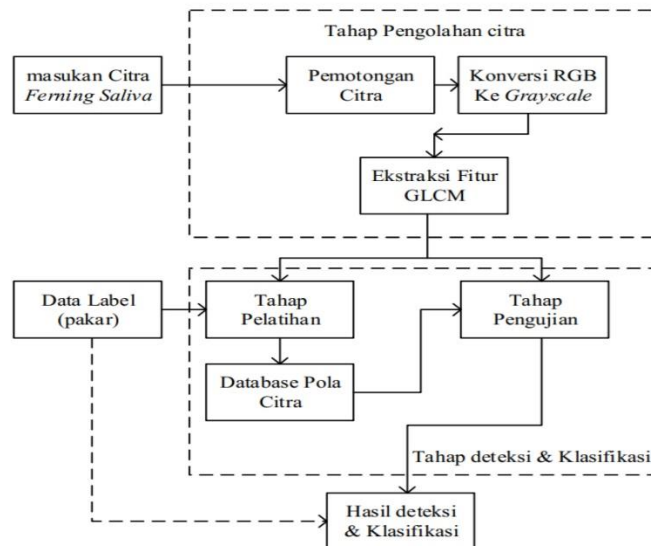 Tahap Pengolahan citra
masukan Citra
Ferning Saliva
Pemotongan
Citra
Konversi RGB
Ke Grayscale
Ekstraksi Fitur
GLCM
Data Label
(pakar)
Tahap
Pelatihan
Tahap
Pengujian
Database Pola
Citra
Tahap deteksi & Klasifikasi
Hasil deteksi
& Klasifikasi